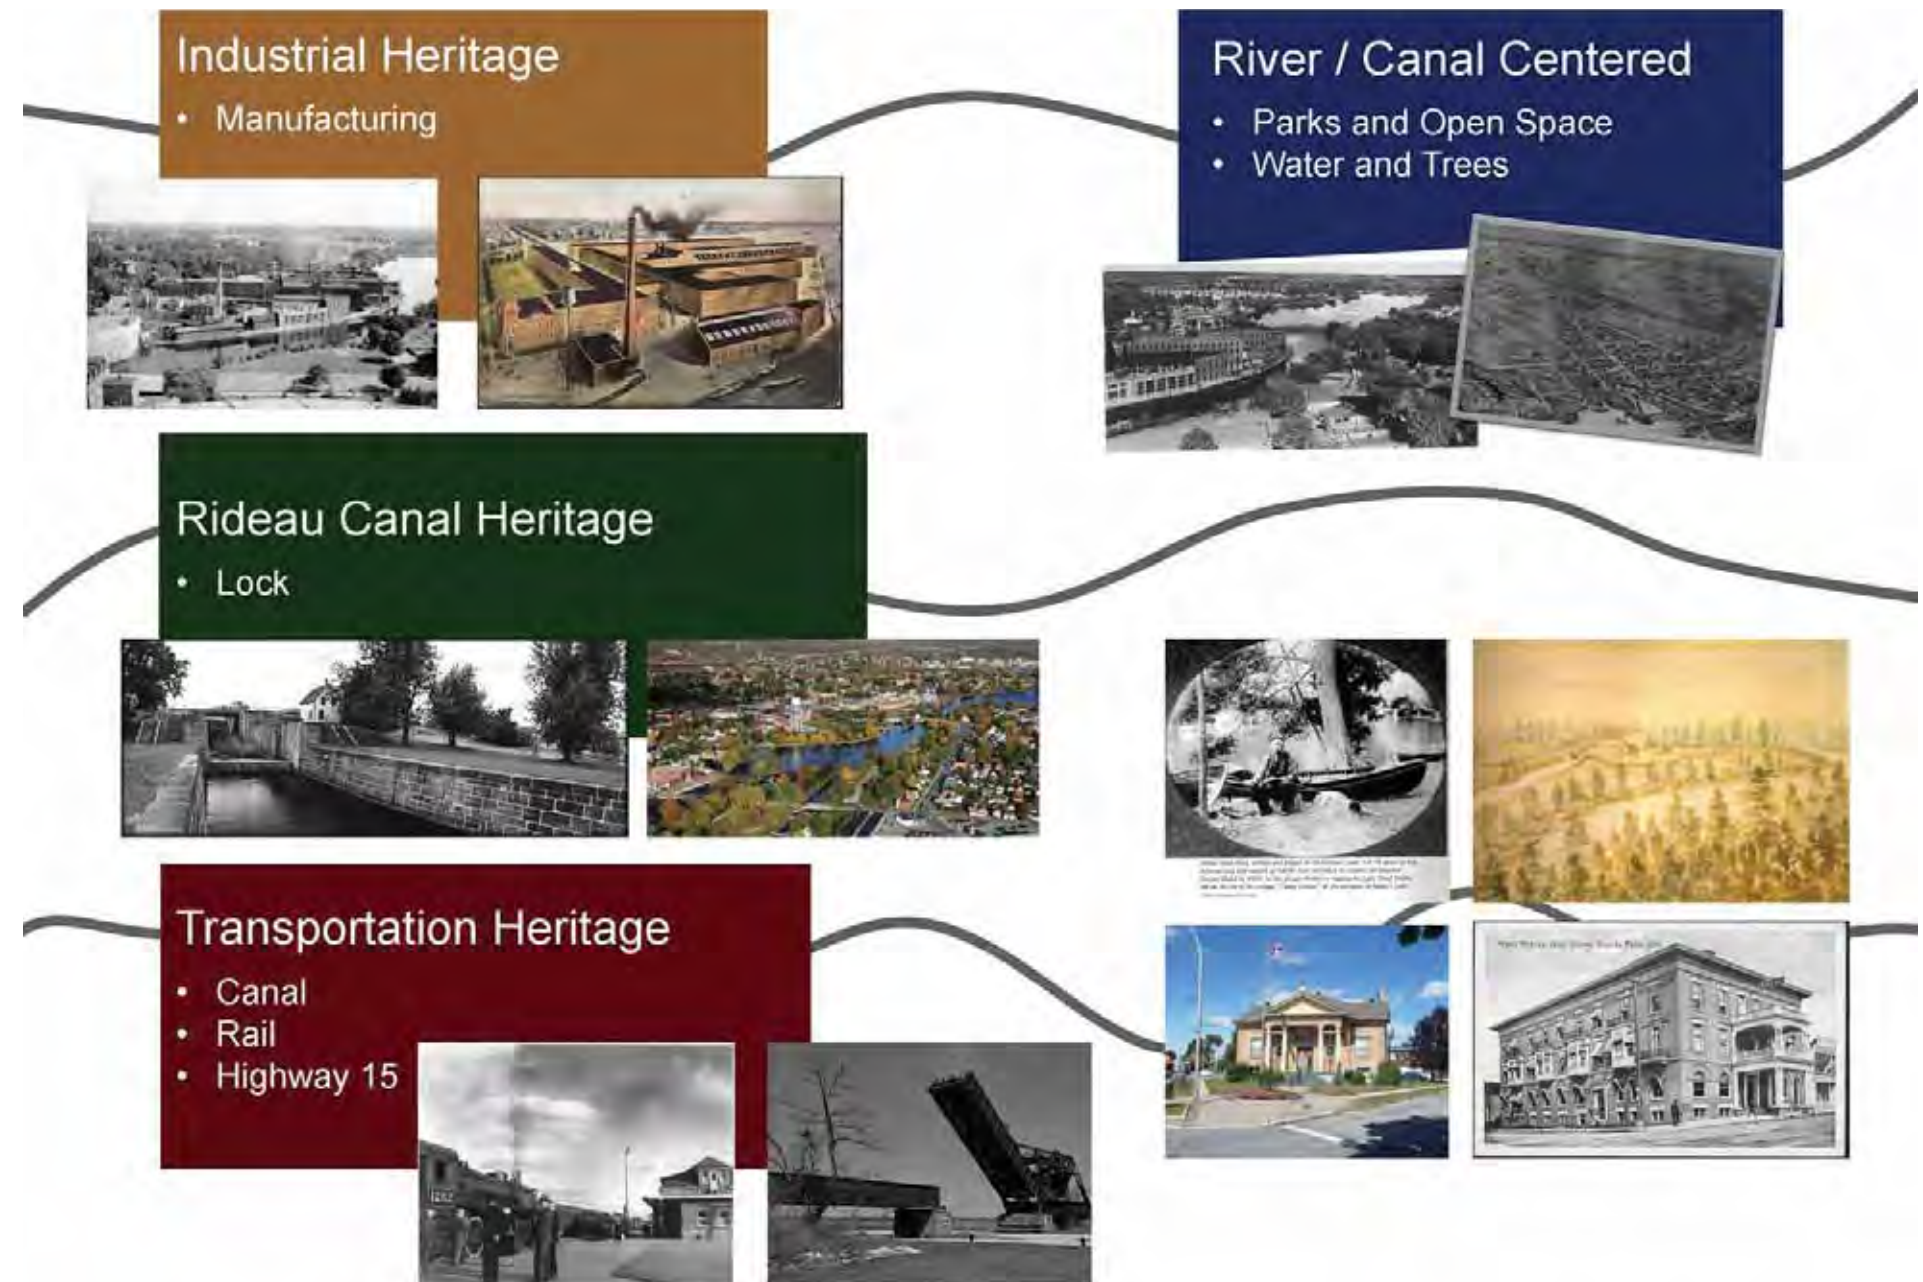 Industrial Heritage
• Manufacturing
River / Canal Centered
• Parks and Open Space
• Water and Trees
Rideau Canal Heritage
• Lock
Transportation Heritage
• Canal
• Rail
• Highway 15